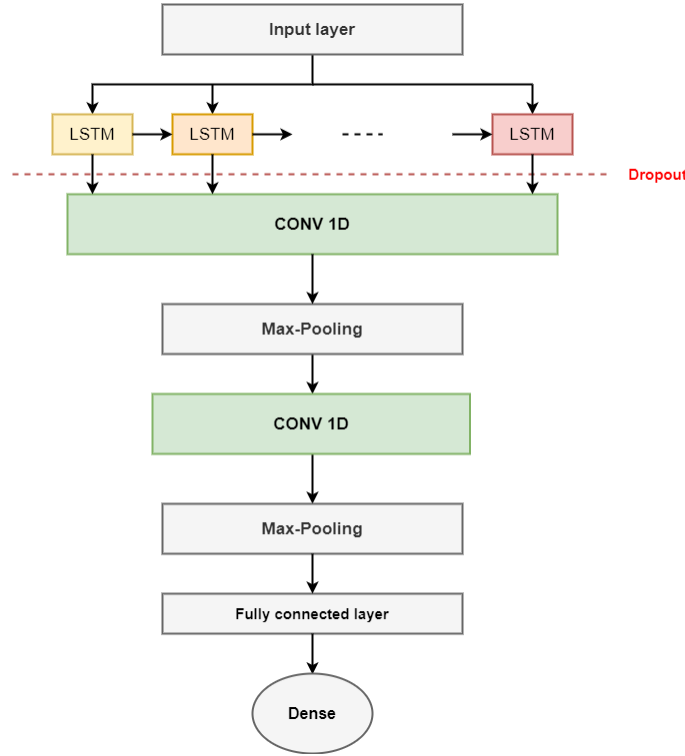 Input layer
LSTM
LSTM
LSTM
Dropout
CONV 1D
Max-Pooling
CONV 1D
Max-Pooling
Fully connected layer
Dense